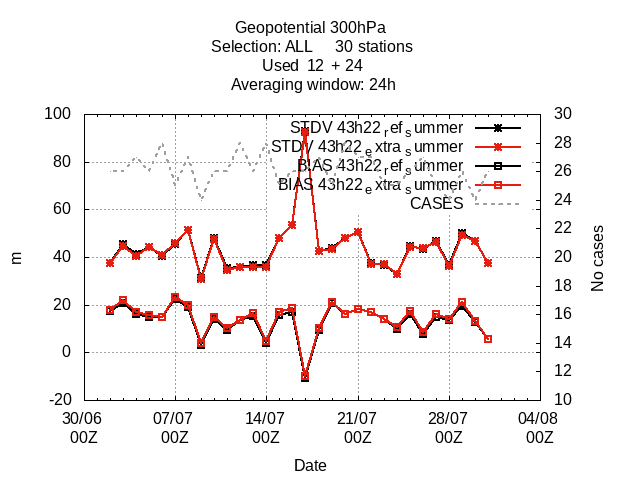 Geopotential 300hPa
Selection: ALL     30 stations
Used  12  + 24
Averaging window: 24h
STDV 43h22_ref_summer
STDV 43h22_extra_summer
BIAS 43h22_ref_summer
BIAS 43h22_extra_summer
CASES
100
80
60
40
20
0
-20
m
30
28
26
24
22
20
18
16
14
12
10
No cases
30/06 07/07 14/07 21/07 28/07 04/08
00Z 00Z 00Z 00Z 00Z 00Z
Date